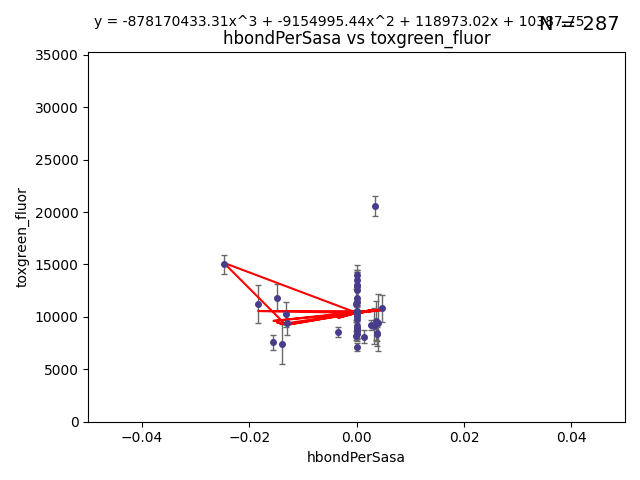 y = -878170433.31x^3 + -9154995.44x^2 + 118973.02x + 10387.75
N = 287
hbondPerSasa vs toxgreen_fluor
35000
30000
25000
20000
15000
10000
5000
0
toxgreen_fluor
−0.04
−0.02
0.00
0.02
0.04
hbondPerSasa